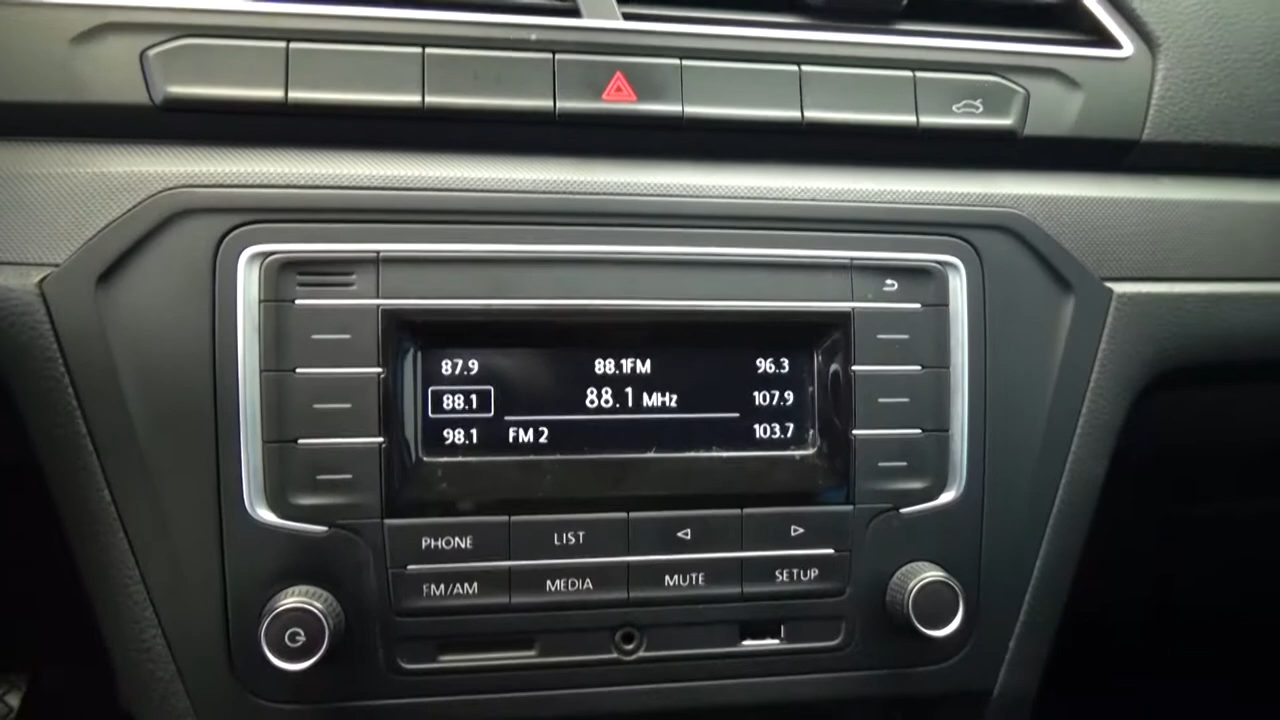 87.9 88.1FM 96.3
88.1 88.1 MHz 107.9
98.1 FM 2 103.7
PHONE LIST
FM/AM MEDIA MUTE SETUP